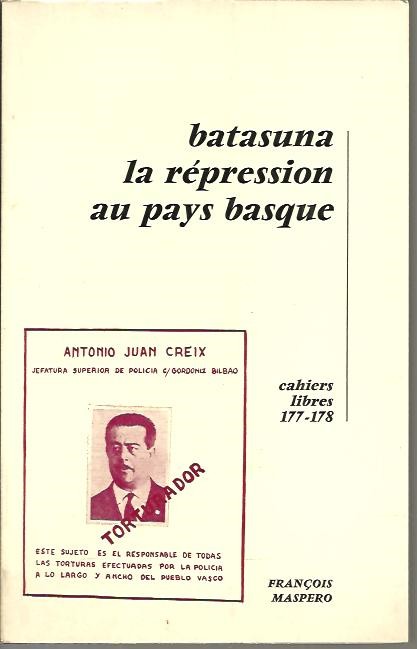 batasuna
la répression
au pays basque
cahiers
libres
177-178
ANTONIO JUAN CREIX
JEFATURA SUPERIOR DE POLICIA C/GORDONIZ BILBAO
TORTURADOR
ESTE SUJETO ES EL RESPONSABLE DE TODAS
LAS TORTURAS EFECTUADAS POR LA POLICIA
A LO LARGO Y ANCHO DEL PUEBLO VASCO
FRANÇOIS
MASPERO